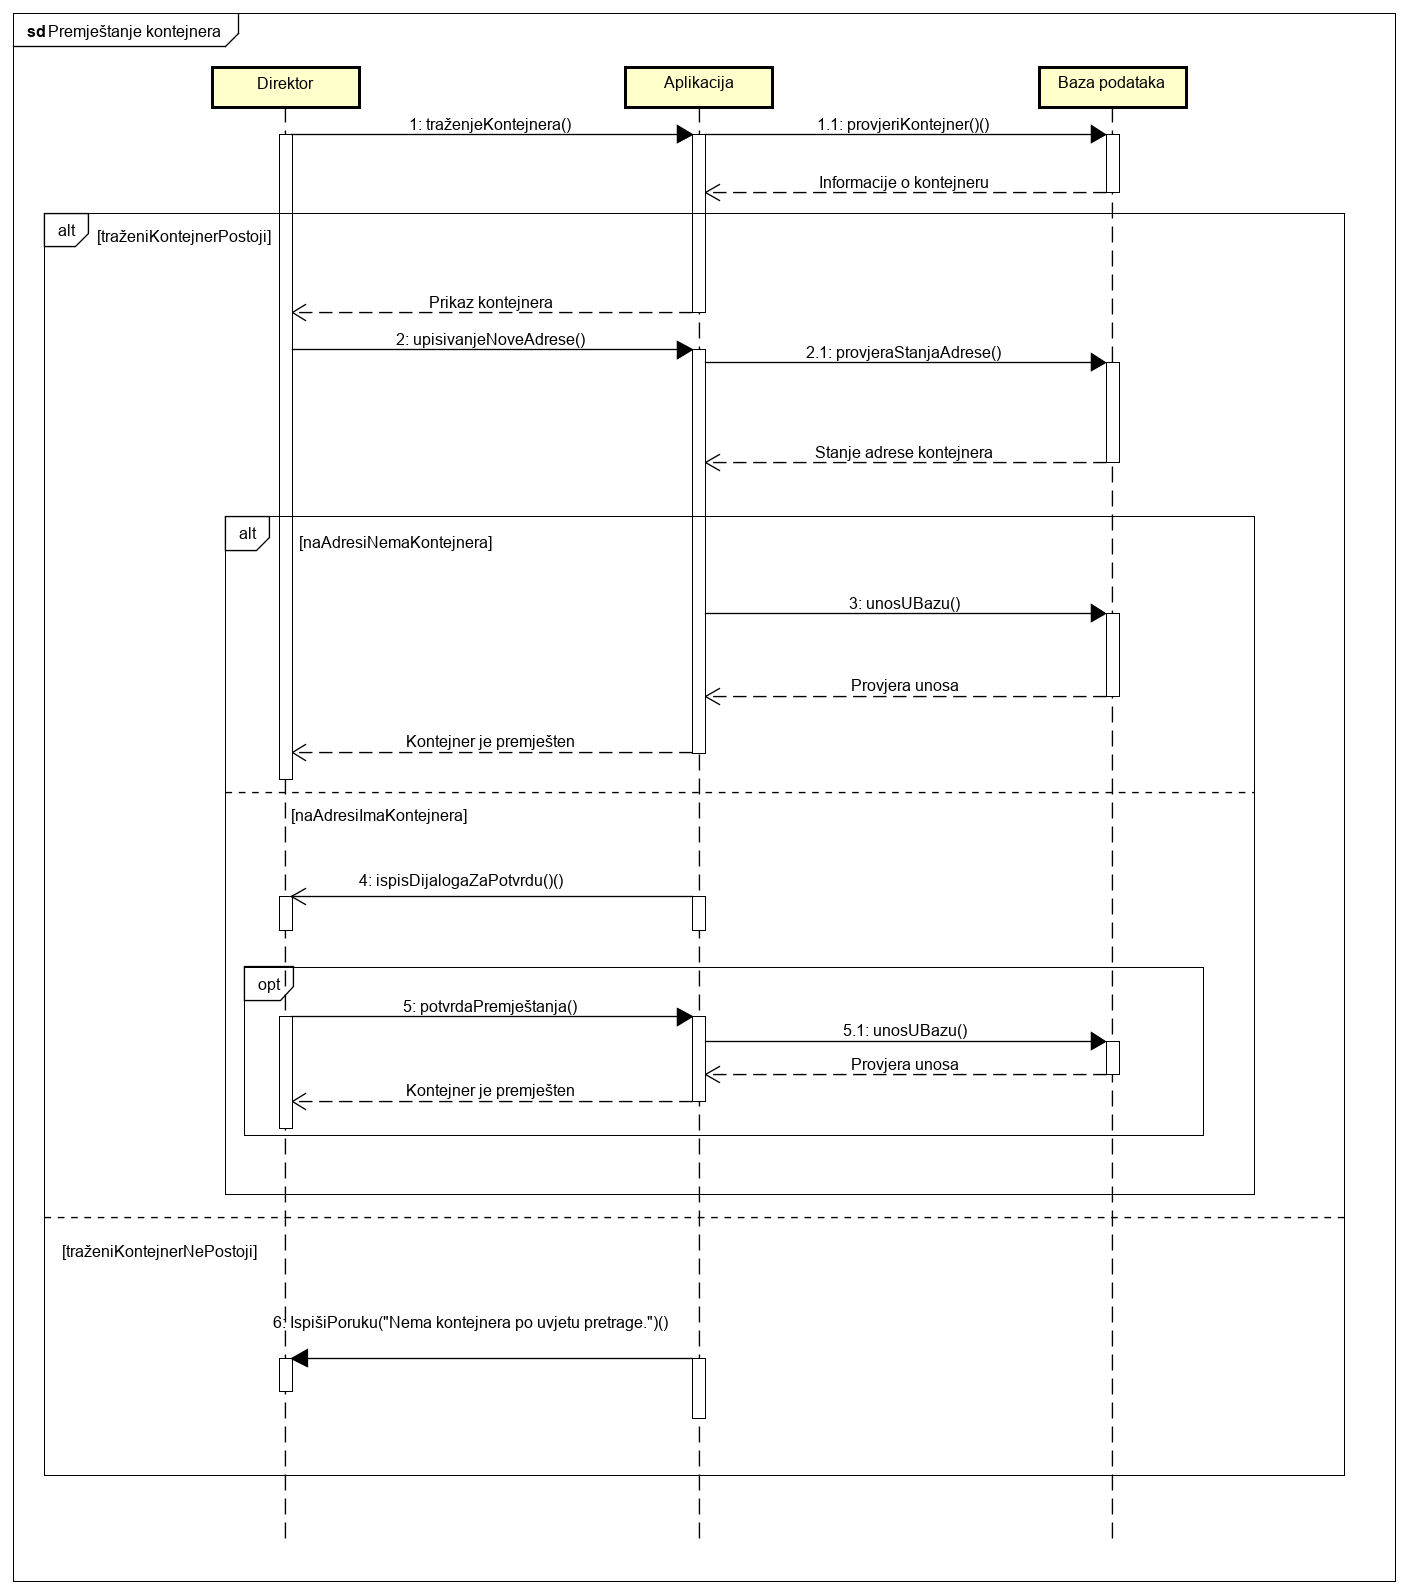 sd Premještanje kontejnera
Direktor
Aplikacija
Baza podataka
1: traženjeKontejnera()
1.1: provjeriKontejner()()
Informacije o kontejneru
alt
[traženiKontejnerPostoji]
Prikaz kontejnera
2: upisivanjeNoveAdrese()
2.1: provjeraStanjaAdrese()
Stanje adrese kontejnera
alt
[naAdresiNemaKontejnera]
3: unosUBazu()
Provjera unosa
Kontejner je premješten
[naAdresiImaKontejnera]
4: ispisDijalogaZaPotvrdu()()
opt
5: potvrdaPremještanja()
5.1: unosUBazu()
Provjera unosa
Kontejner je premješten
[traženiKontejnerNePostoji]
6: IspišiPoruku("Nema kontejnera po uvjetu pretrage.")()